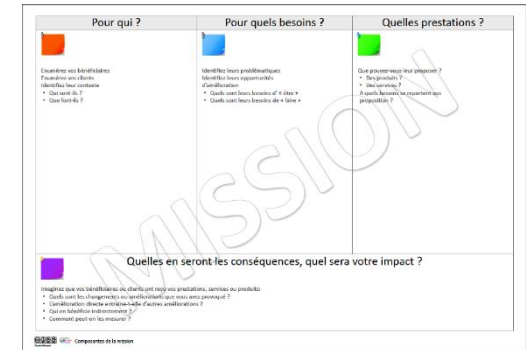 Pour qui ?
Pour quels besoins ?
Quelles prestations ?
Enumérez vos bénéficiaires
Enumérez vos clients
Identifiez leur contexte
• Qui sont-ils ?
• Que font-ils ?
Identifiez leurs problématiques
Identifiez leurs opportunités
d'amélioration
• Quels sont leurs besoins d' « être »
• Quels sont leurs besoins de « faire »
Que pouvez-vous leur proposer ?
• Des produits ?
• Des services ?
A quels besoins se reportent vos
proposition ?
MISSION
Quelles en seront les conséquences, quel sera votre impact ?
Imaginez que vos bénéficiaires ou clients ont reçu vos prestations, services ou produits
• Quels sont les changements ou améliorations que vous avez provoqué ?
• L'amélioration directe entraîne-t-elle d'autres améliorations ?
• Qui en bénéficie indirectement ?
• Comment peut-on les mesurer ?
Composantes de la mission